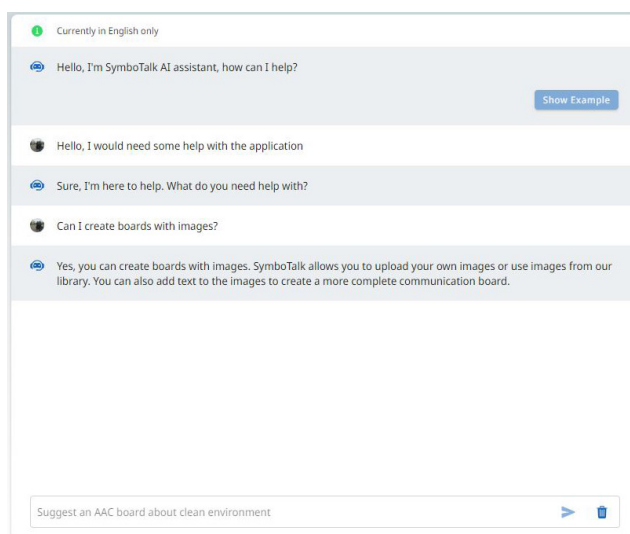 Currently in English only
Hello, I'm SymboTalk AI assistant, how can I help?
Show Example
Hello, I would need some help with the application
Sure, I'm here to help. What do you need help with?
Can I create boards with images?
Yes, you can create boards with images. SymboTalk allows you to upload your own images or use images from our
library. You can also add text to the images to create a more complete communication board.
Suggest an AAC board about clean environment